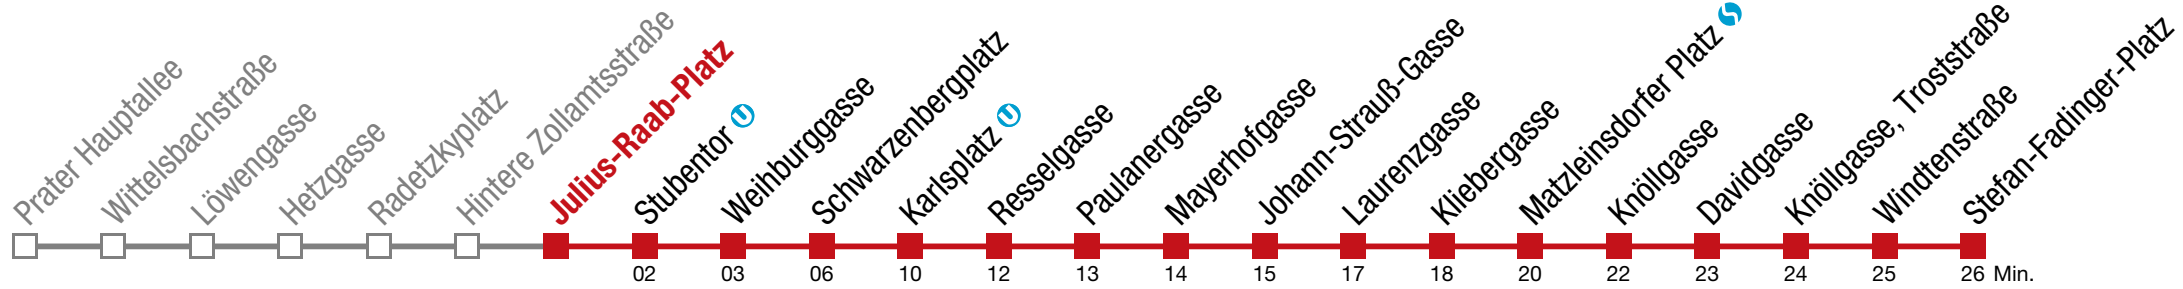 Prater Hauptallee
Wittelsbachstraße
Löwengasse
Hetzgasse
Radetzkyplatz
Hintere Zollamtsstraße
Julius-Raab-Platz
Stubentor U
Weihburggasse
Schwarzenbergplatz
Karlsplatz U
Resselgasse
Paulanergasse
Mayerhofgasse
Johann-Strauß-Gasse
Laurenzgasse
Kliebergasse
Matzleinsdorfer Platz S
Knöllgasse
Davidgasse
Knöllgasse, Troststraße
Windtenstraße
Stefan-Fadinger-Platz
02 03 06 10 12 13 14 15 17 18 20 22 23 24 25 26 Min.